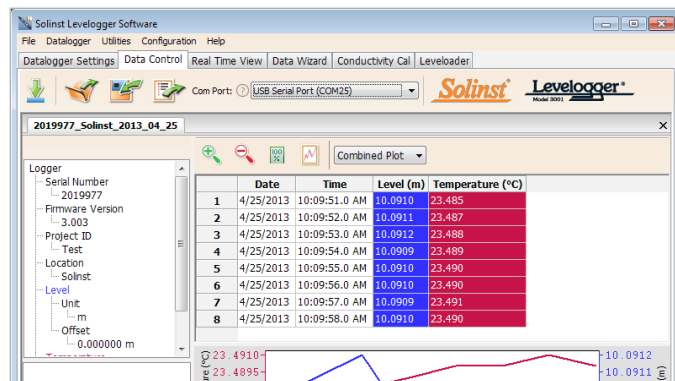 Solinst Levelogger Software
File Datalogger Utilities Configuration Help
Datalogger Settings Data Control Real Time View Data Wizard Conductivity Cal Leveloader
Com Port: ? USB Serial Port (COM25) Solinst Levelogger
Model 3001
2019977_Solinst_2013_04_25 x
100% Combined Plot
Logger
Serial Number
2019977
Firmware Version
3.003
Project ID
Test
Location
Solinst
Level
Unit
m
Offset
0.000000 m
Date Time Level (m) Temperature (°C)
1 4/25/2013 10:09:51.0 AM 10.0910 23.485
2 4/25/2013 10:09:52.0 AM 10.0911 23.487
3 4/25/2013 10:09:53.0 AM 10.0912 23.488
4 4/25/2013 10:09:54.0 AM 10.0909 23.489
5 4/25/2013 10:09:55.0 AM 10.0910 23.490
6 4/25/2013 10:09:56.0 AM 10.0910 23.490
7 4/25/2013 10:09:57.0 AM 10.0909 23.491
8 4/25/2013 10:09:58.0 AM 10.0910 23.490
23.4910 10.0912
23.4895 10.0911